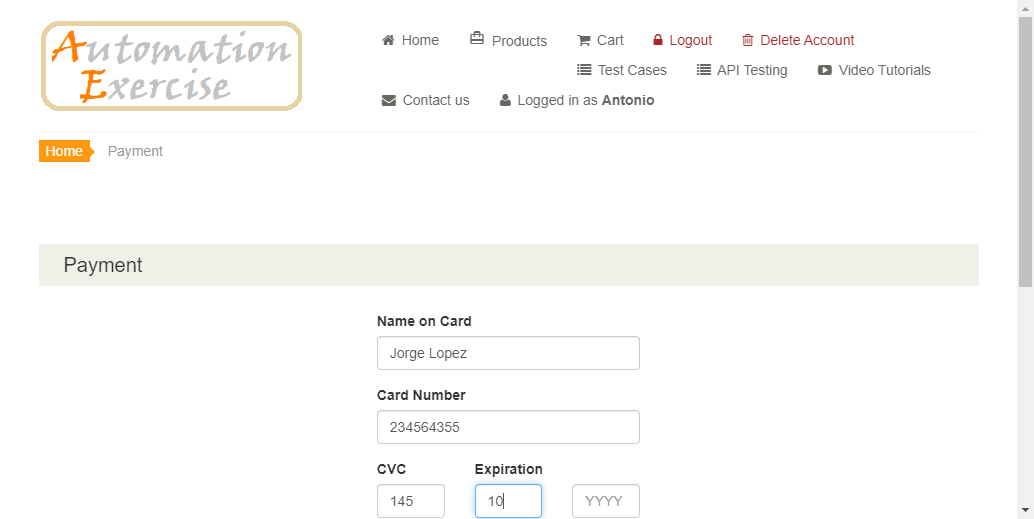 Automation
Exercise
Home Products Cart Logout Delete Account
Test Cases API Testing Video Tutorials
Contact us Logged in as Antonio
Home Payment
Payment
Name on Card
Jorge Lopez
Card Number
234564355
CVC Expiration
145 10 YYYY